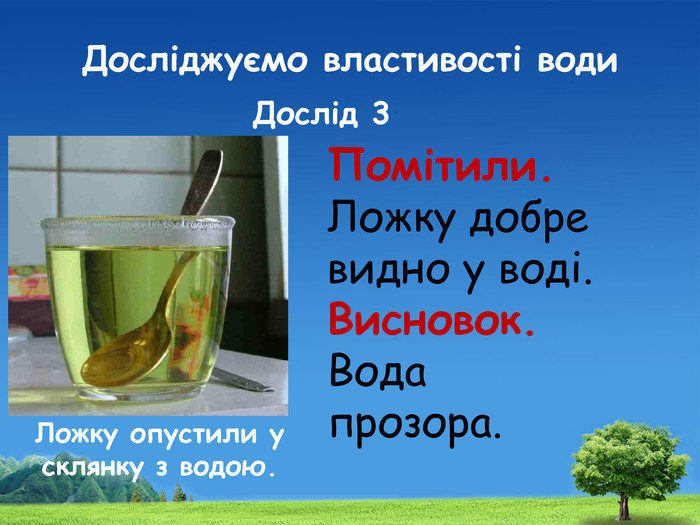 Досліджуємо властивості води
Дослід 3
Помітили.
Ложку добре
видно у воді.
Висновок.
Вода
прозора.
Ложку опустили у
склянку з водою.